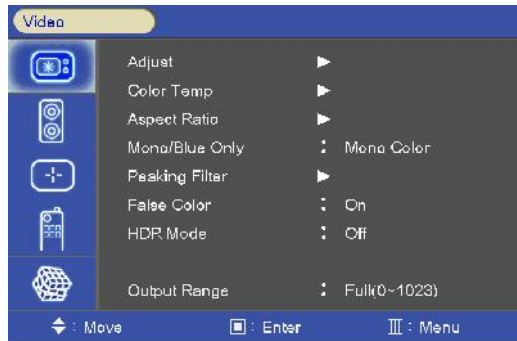 Video
Adjust ▶
Color Temp ▶
Aspect Ratio ▶
Mono/Blue Only : Mono Color
Peaking Filter ▶
False Color : On
HDR Mode : Off
Output Range : Full(0~1023)
: Move : Enter : Menu